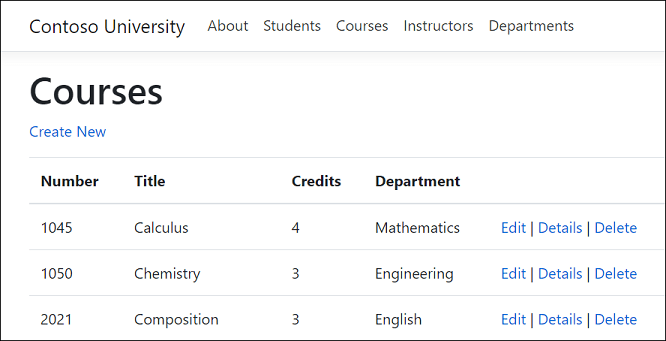 Contoso University About Students Courses Instructors Departments
Courses
Create New
Number Title Credits Department
1045 Calculus 4 Mathematics Edit | Details | Delete
1050 Chemistry 3 Engineering Edit | Details | Delete
2021 Composition 3 English Edit | Details | Delete